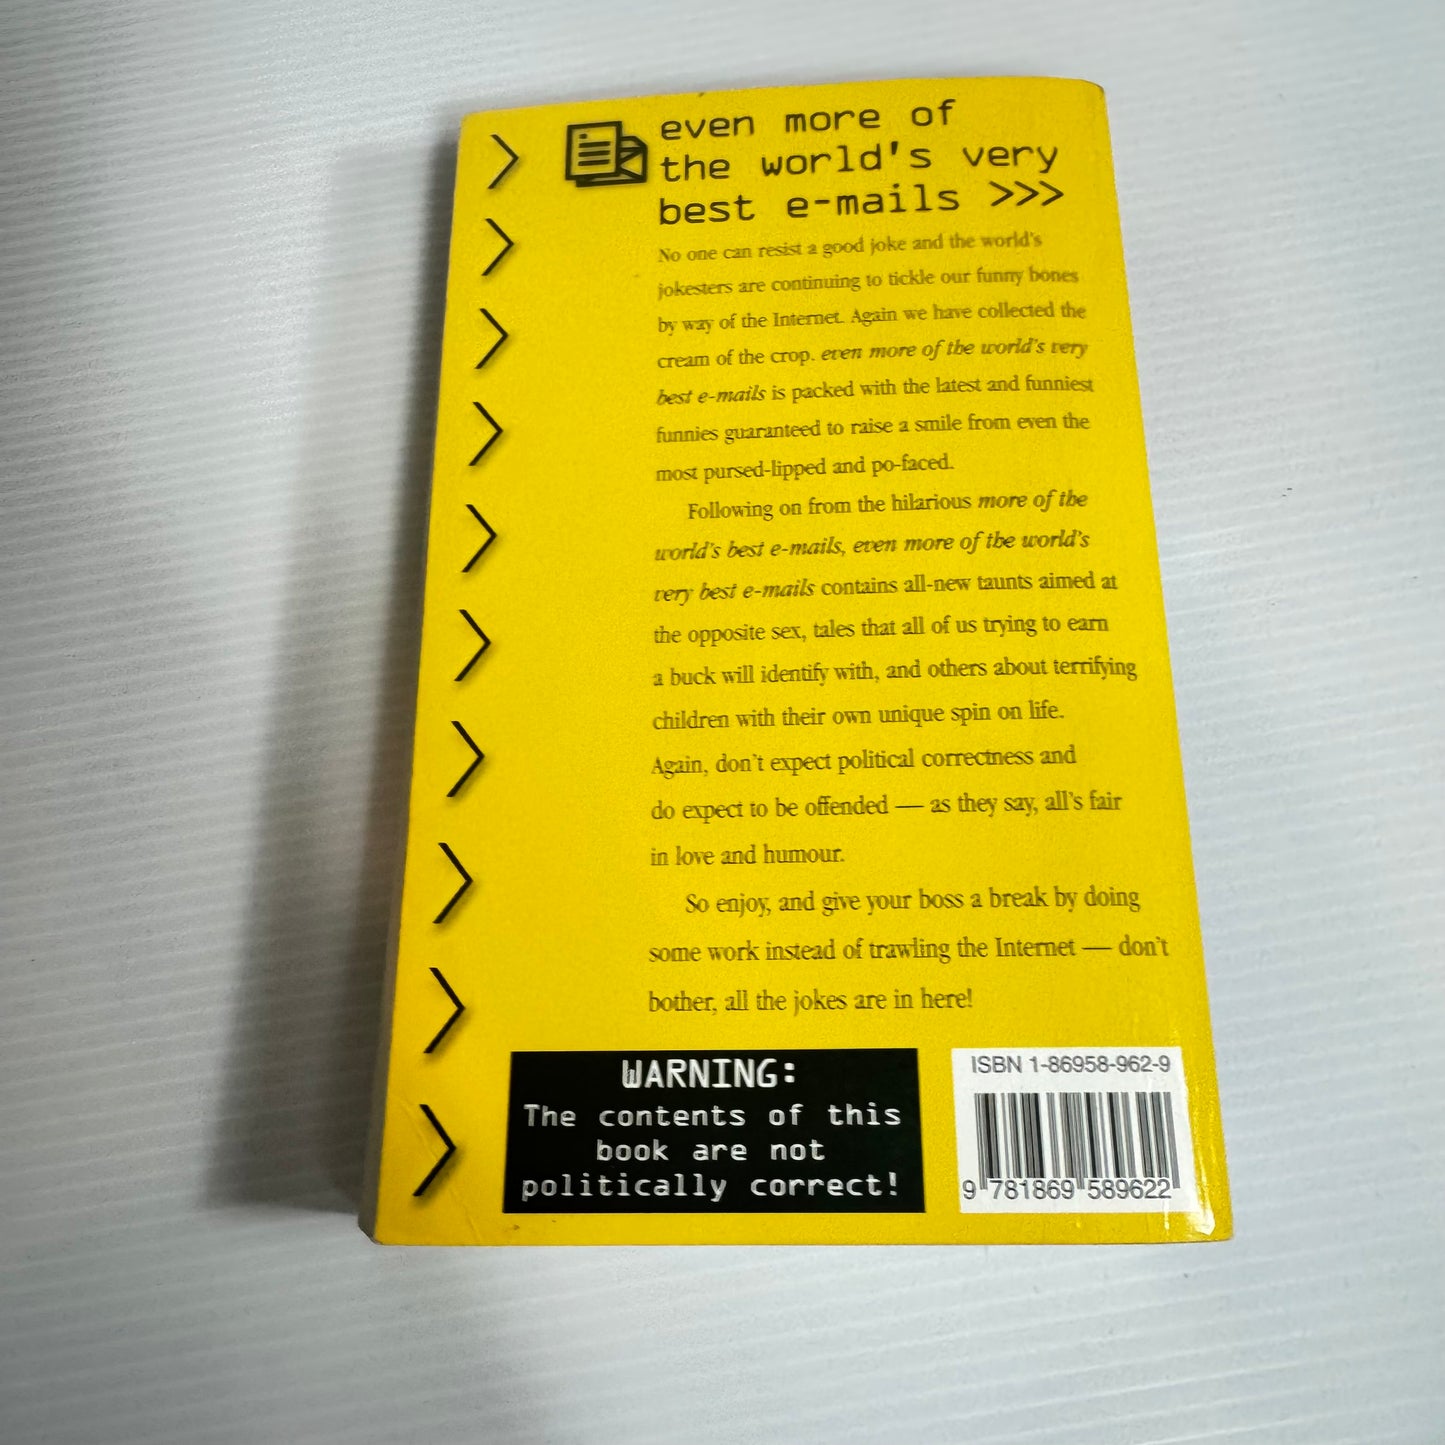 even more of
the world's very
best e-mails >>>
No one can resist a good joke and the world's
jokesters are continuing to tickle our funny bones
by way of the Internet. Again we have collected the
cream of the crop. even more of the world's very
best e-mails is packed with the latest and funniest
funnies guaranteed to raise a smile from even the
most pursed-lipped and po-faced.
Following on from the hilarious more of the
world's best e-mails, even more of the world's
very best e-mails contains all-new taunts aimed at
the opposite sex, tales that all of us trying to earn
a buck will identify with, and others about terrifying
children with their own unique spin on life.
Again, don't expect political correctness and
do expect to be offended — as they say, all's fair
in love and humour.
So enjoy, and give your boss a break by doing
some work instead of trawling the Internet — don't
bother, all the jokes are in here!
WARNING:
The contents of this
book are not
politically correct!
ISBN 1-86958-962-9
9 781869 589622